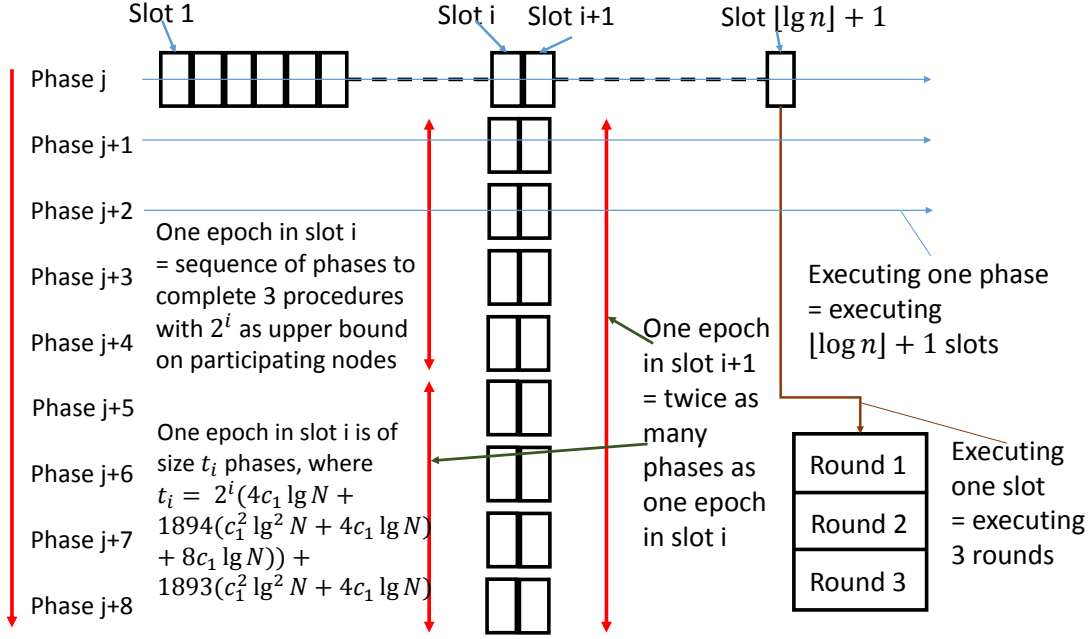 Slot 1
Slot i
Slot i+1
Slot ⌊lg n⌋ + 1
Phase j
Phase j+1
Phase j+2
Phase j+3
Phase j+4
Phase j+5
Phase j+6
Phase j+7
Phase j+8
One epoch in slot i
= sequence of phases to
complete 3 procedures
with 2^i as upper bound
on participating nodes
One epoch in slot i is of
size t_i phases, where
t_i = 2^i(4c_1 lg N +
1894(c_1^2 lg^2 N + 4c_1 lg N)
+ 8c_1 lg N)) +
1893(c_1^2 lg^2 N + 4c_1 lg N)
One epoch
in slot i+1
= twice as
many
phases as
one epoch
in slot i
Executing one phase
= executing
⌊log n⌋ + 1 slots
Round 1
Round 2
Round 3
Executing
one slot
= executing
3 rounds